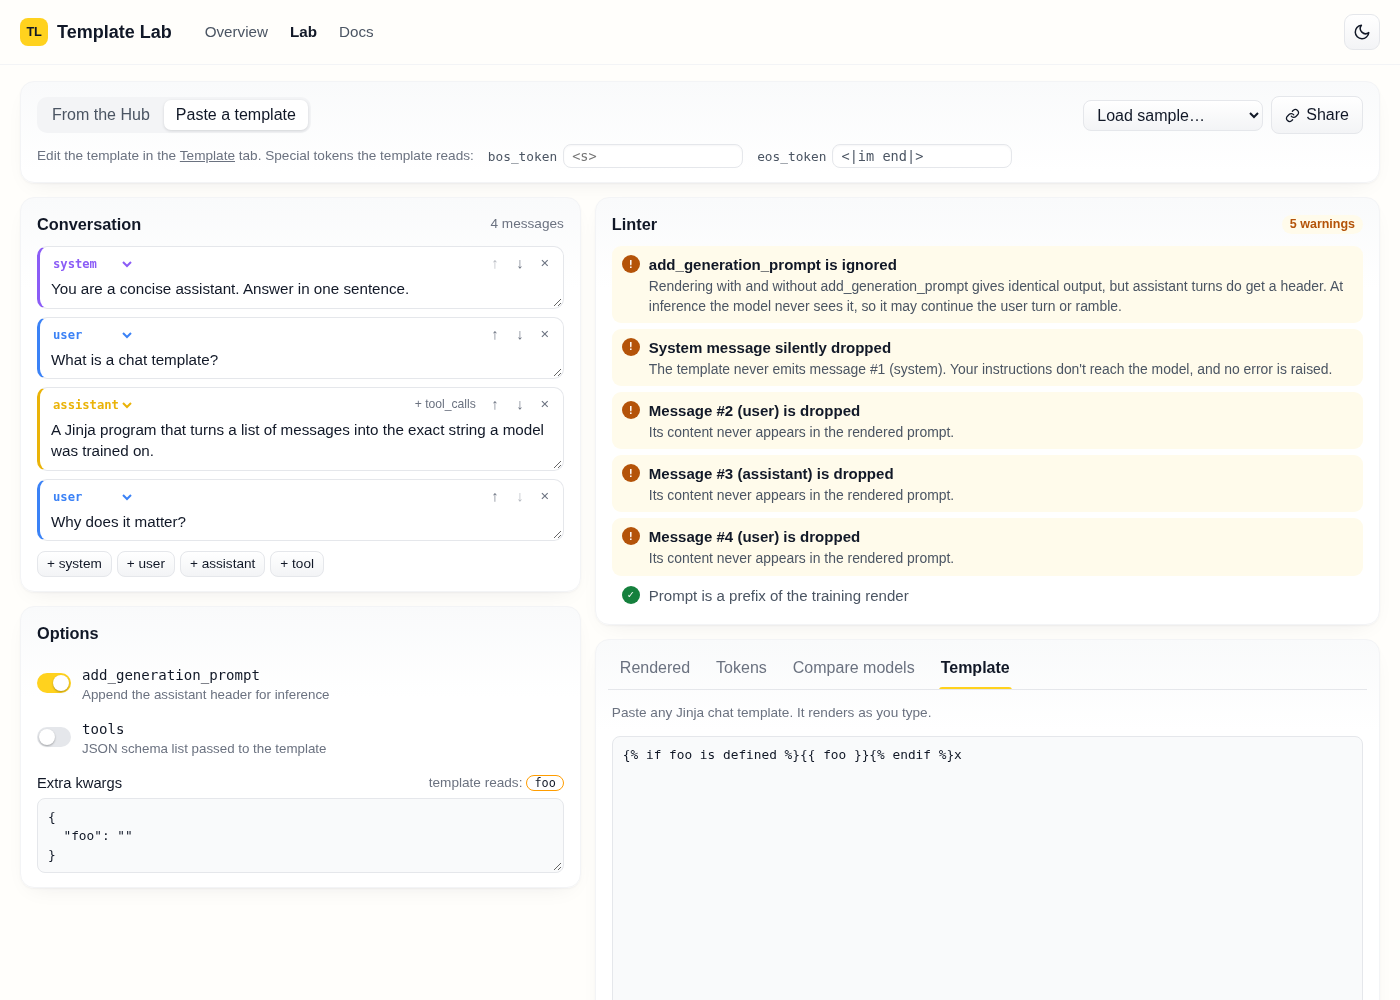 TL Template Lab Overview Lab Docs
From the Hub Paste a template Load sample… Share
Edit the template in the Template tab. Special tokens the template reads: bos_token <s> eos_token <|im_end|>
Conversation 4 messages
system ↑ ↓ ×
You are a concise assistant. Answer in one sentence.
user ↑ ↓ ×
What is a chat template?
assistant + tool_calls ↑ ↓ ×
A Jinja program that turns a list of messages into the exact string a model
was trained on.
user ↑ ↓ ×
Why does it matter?
+ system + user + assistant + tool
Options
add_generation_prompt
Append the assistant header for inference
tools
JSON schema list passed to the template
Extra kwargs template reads: foo
{
"foo": ""
}
Linter 5 warnings
! add_generation_prompt is ignored
Rendering with and without add_generation_prompt gives identical output, but assistant turns do get a header. At
inference the model never sees it, so it may continue the user turn or ramble.
! System message silently dropped
The template never emits message #1 (system). Your instructions don't reach the model, and no error is raised.
! Message #2 (user) is dropped
Its content never appears in the rendered prompt.
! Message #3 (assistant) is dropped
Its content never appears in the rendered prompt.
! Message #4 (user) is dropped
Its content never appears in the rendered prompt.
✓ Prompt is a prefix of the training render
Rendered Tokens Compare models Template
Paste any Jinja chat template. It renders as you type.
{% if foo is defined %}{{ foo }}{% endif %}x